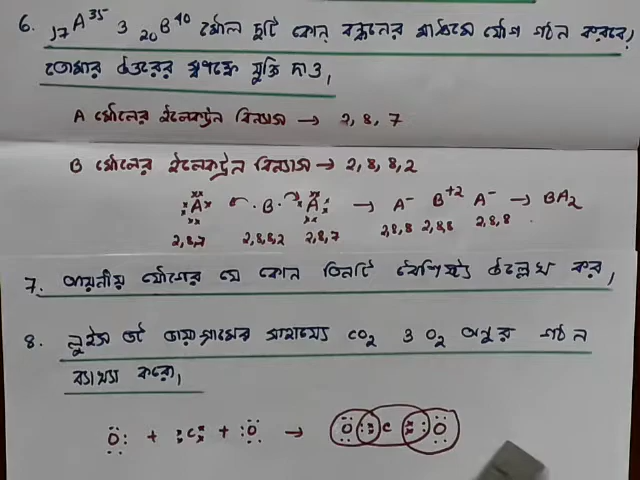 6. ₁₇A³⁵ ও ₂₀B⁴⁰ মৌল দুটি কোন্ বন্ধনের মাধ্যমে যৌগ গঠন করবে,
তোমার উত্তরের স্বপক্ষে যুক্তি দাও,
A মৌলের ইলেকট্রন বিন্যাস → 2, 8, 7
B মৌলের ইলেকট্রন বিন্যাস → 2, 8, 8, 2
A B A → A⁻ B⁺² A⁻ → BA₂
2,8,7 2,8,8,2 2,8,7 2,8,8 2,8,8 2,8,8
7. আয়নীয় যৌগের যে কোন তিনটি বৈশিষ্ট্য উল্লেখ কর,
8. লুইস ডট ডায়াগ্রামের সাহায্যে CO₂ ও O₂ অনুর গঠন
ব্যাখ্যা করো,
O + C + O → O C O